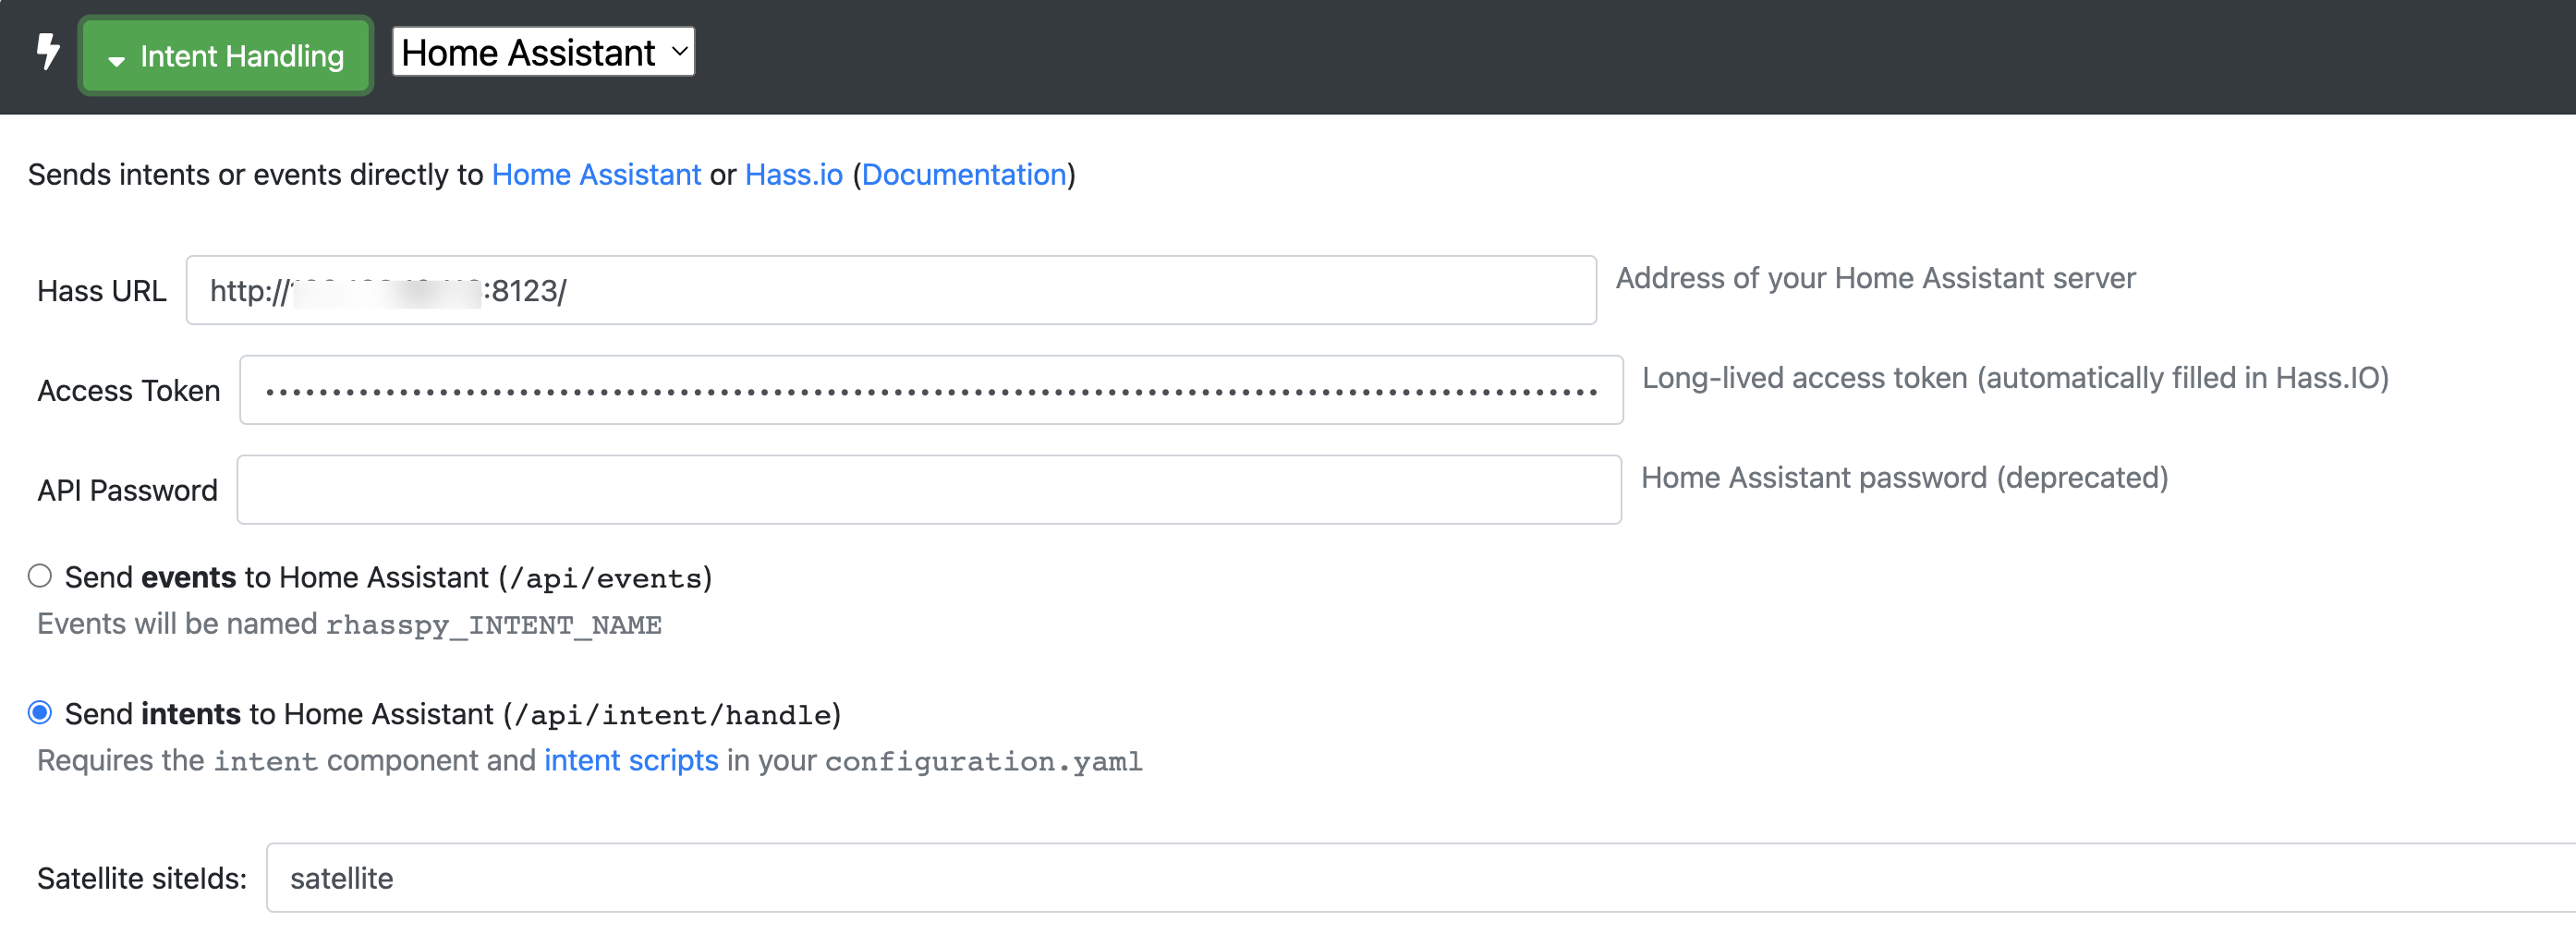 Intent Handling Home Assistant
Sends intents or events directly to Home Assistant or Hass.io (Documentation)
Hass URL http:// :8123/ Address of your Home Assistant server
Access Token Long-lived access token (automatically filled in Hass.IO)
API Password Home Assistant password (deprecated)
Send events to Home Assistant (/api/events)
Events will be named rhasspy_INTENT_NAME
Send intents to Home Assistant (/api/intent/handle)
Requires the intent component and intent scripts in your configuration.yaml
Satellite siteIds: satellite